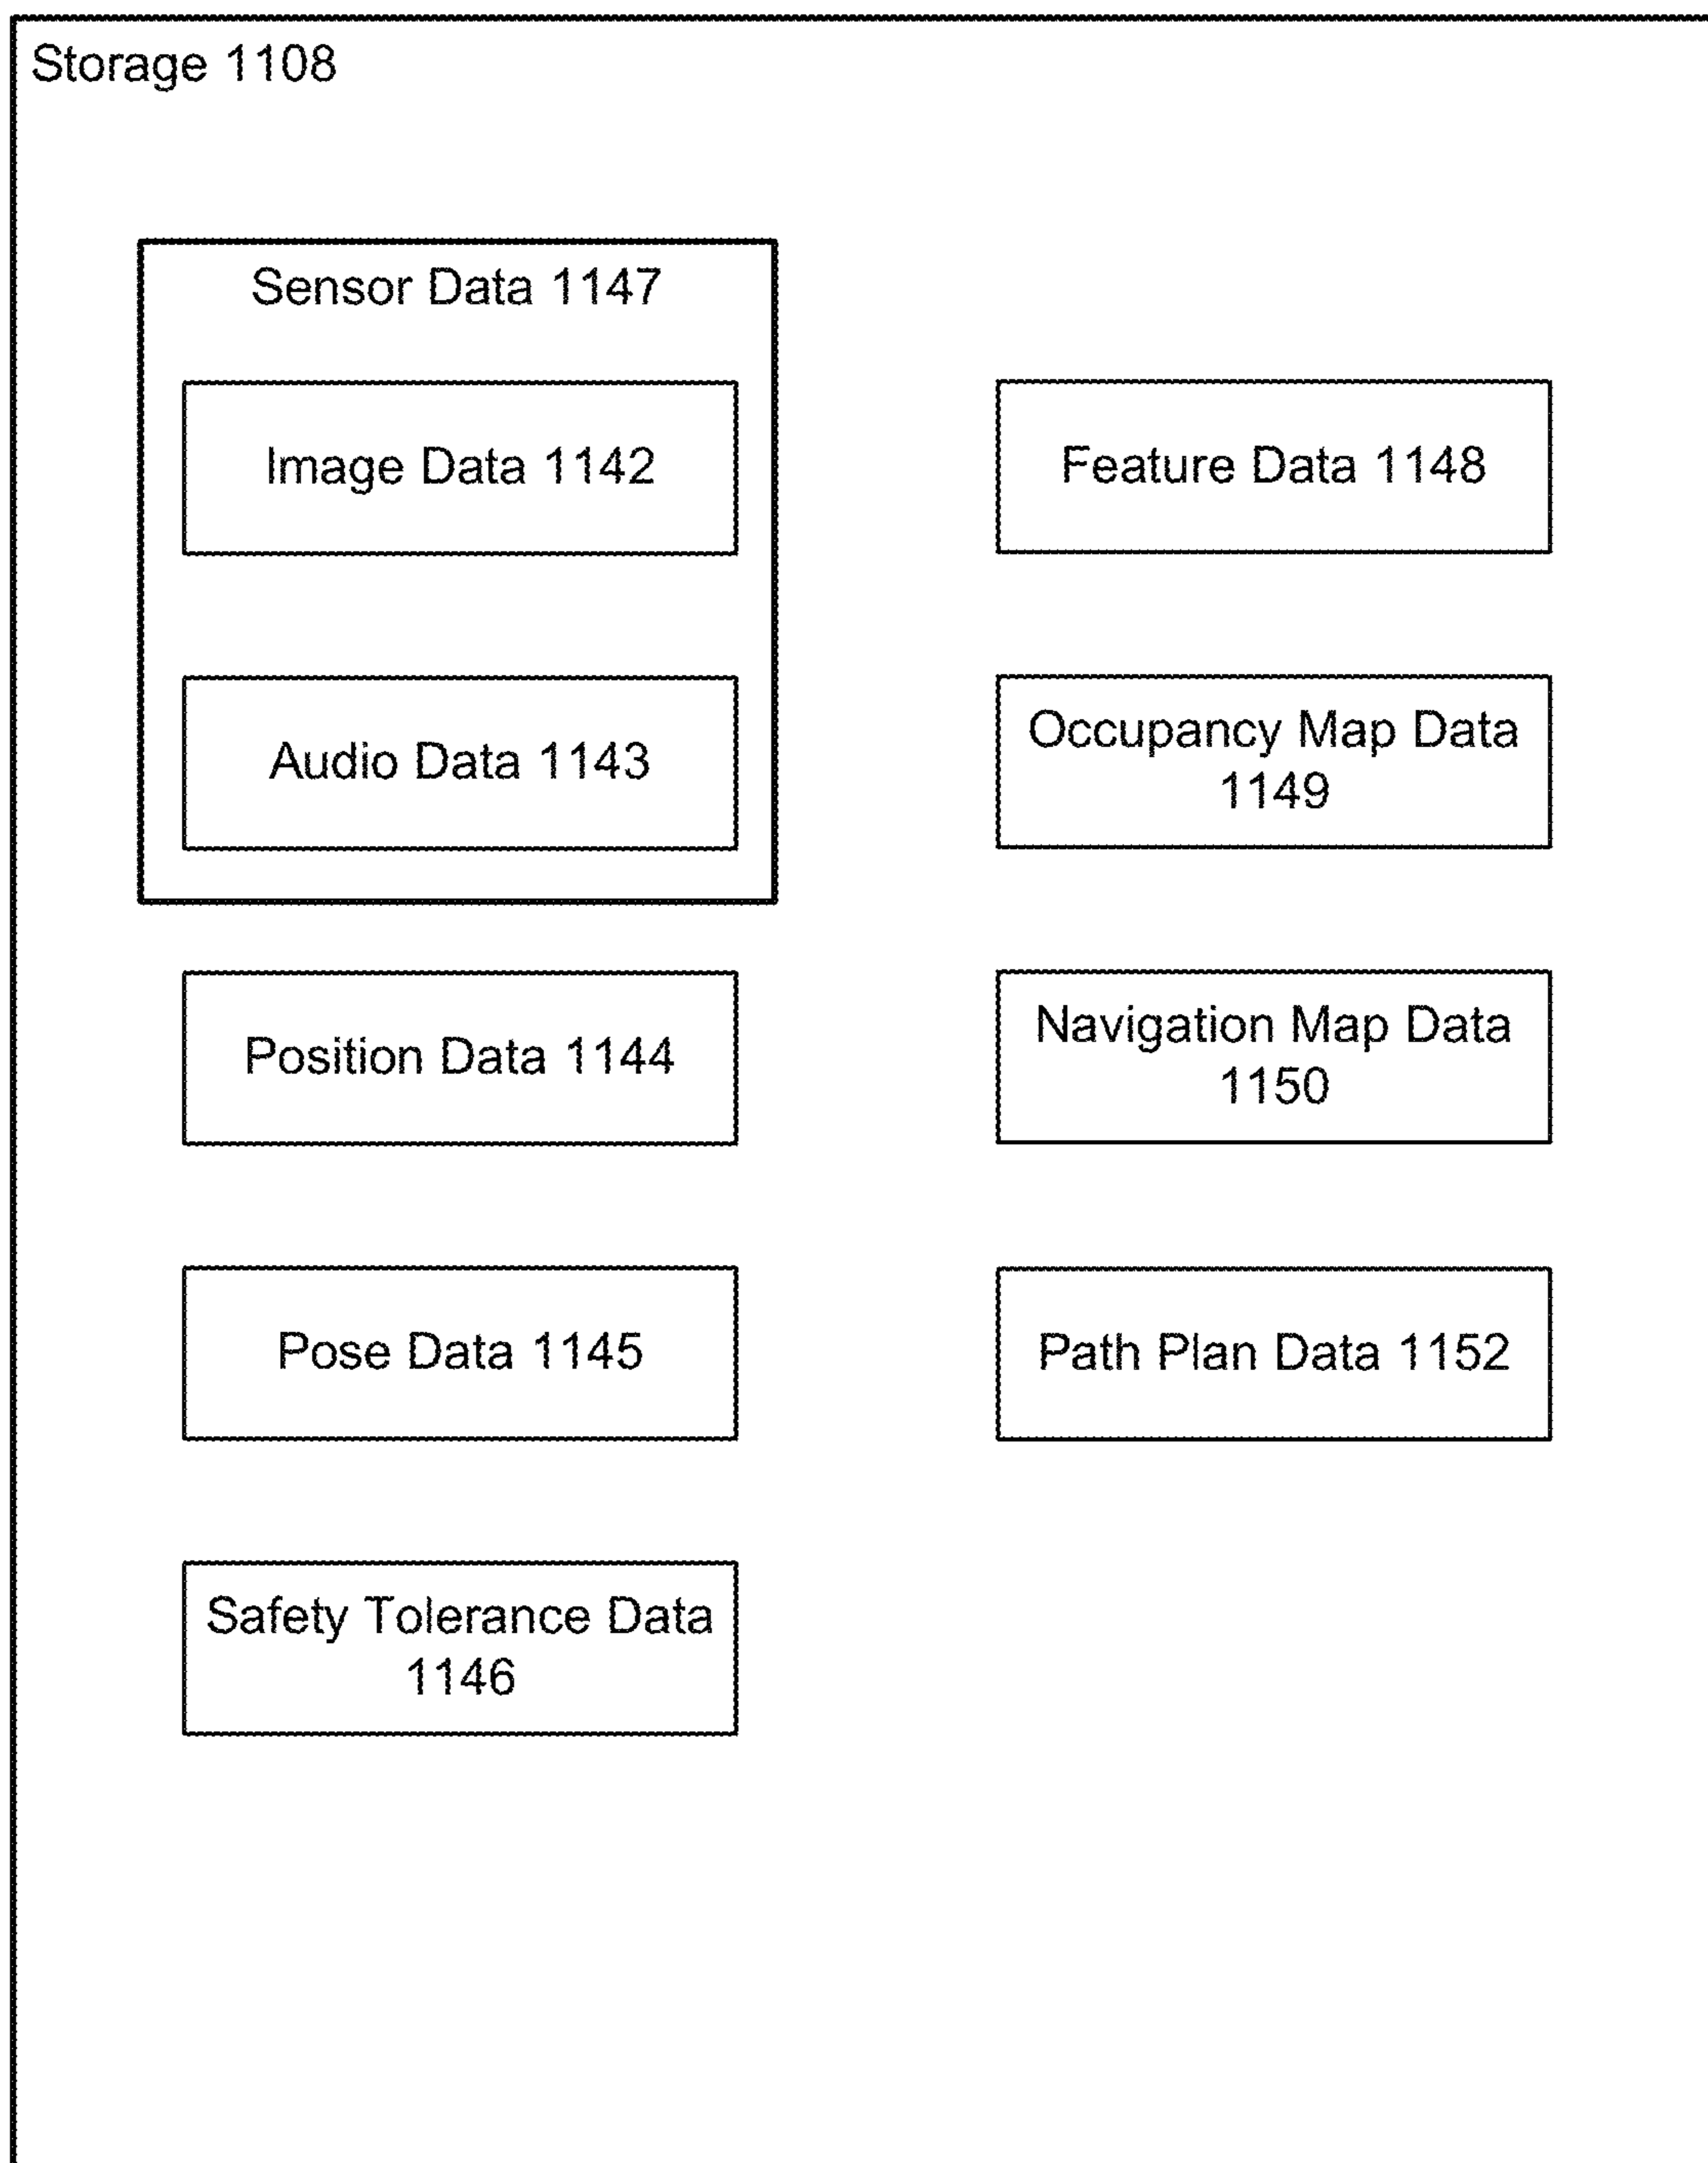 Storage 1108
Sensor Data 1147
Image Data 1142
Audio Data 1143
Position Data 1144
Pose Data 1145
Safety Tolerance Data
1146
Feature Data 1148
Occupancy Map Data
1149
Navigation Map Data
1150
Path Plan Data 1152